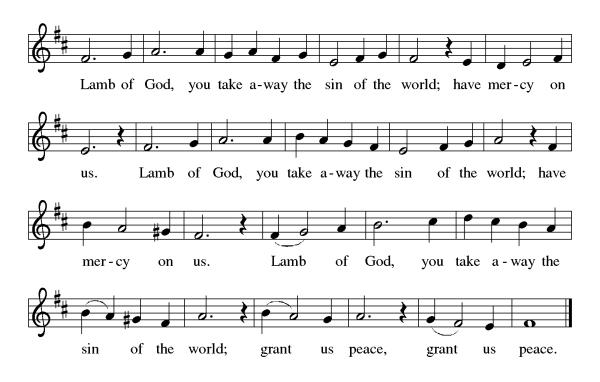 Lamb of God, you take a-way the sin of the world; have mer-cy on
us. Lamb of God, you take a-way the sin of the world; have
mer-cy on us. Lamb of God, you take a-way the
sin of the world; grant us peace, grant us peace.